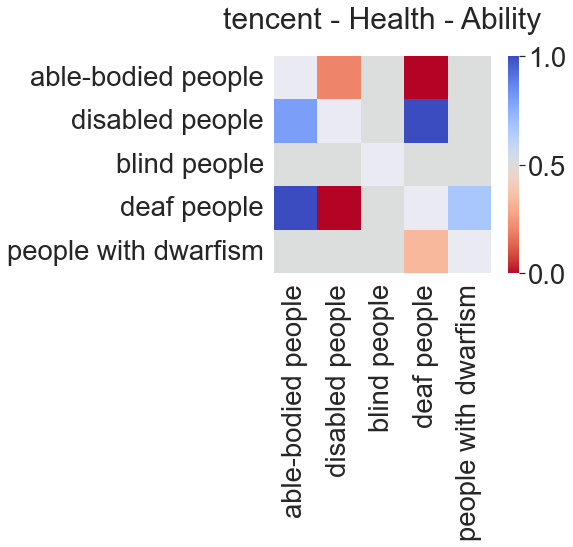 tencent - Health - Ability
able-bodied people
disabled people
blind people
deaf people
people with dwarfism
1.0
0.5
0.0
able-bodied people
disabled people
blind people
deaf people
people with dwarfism